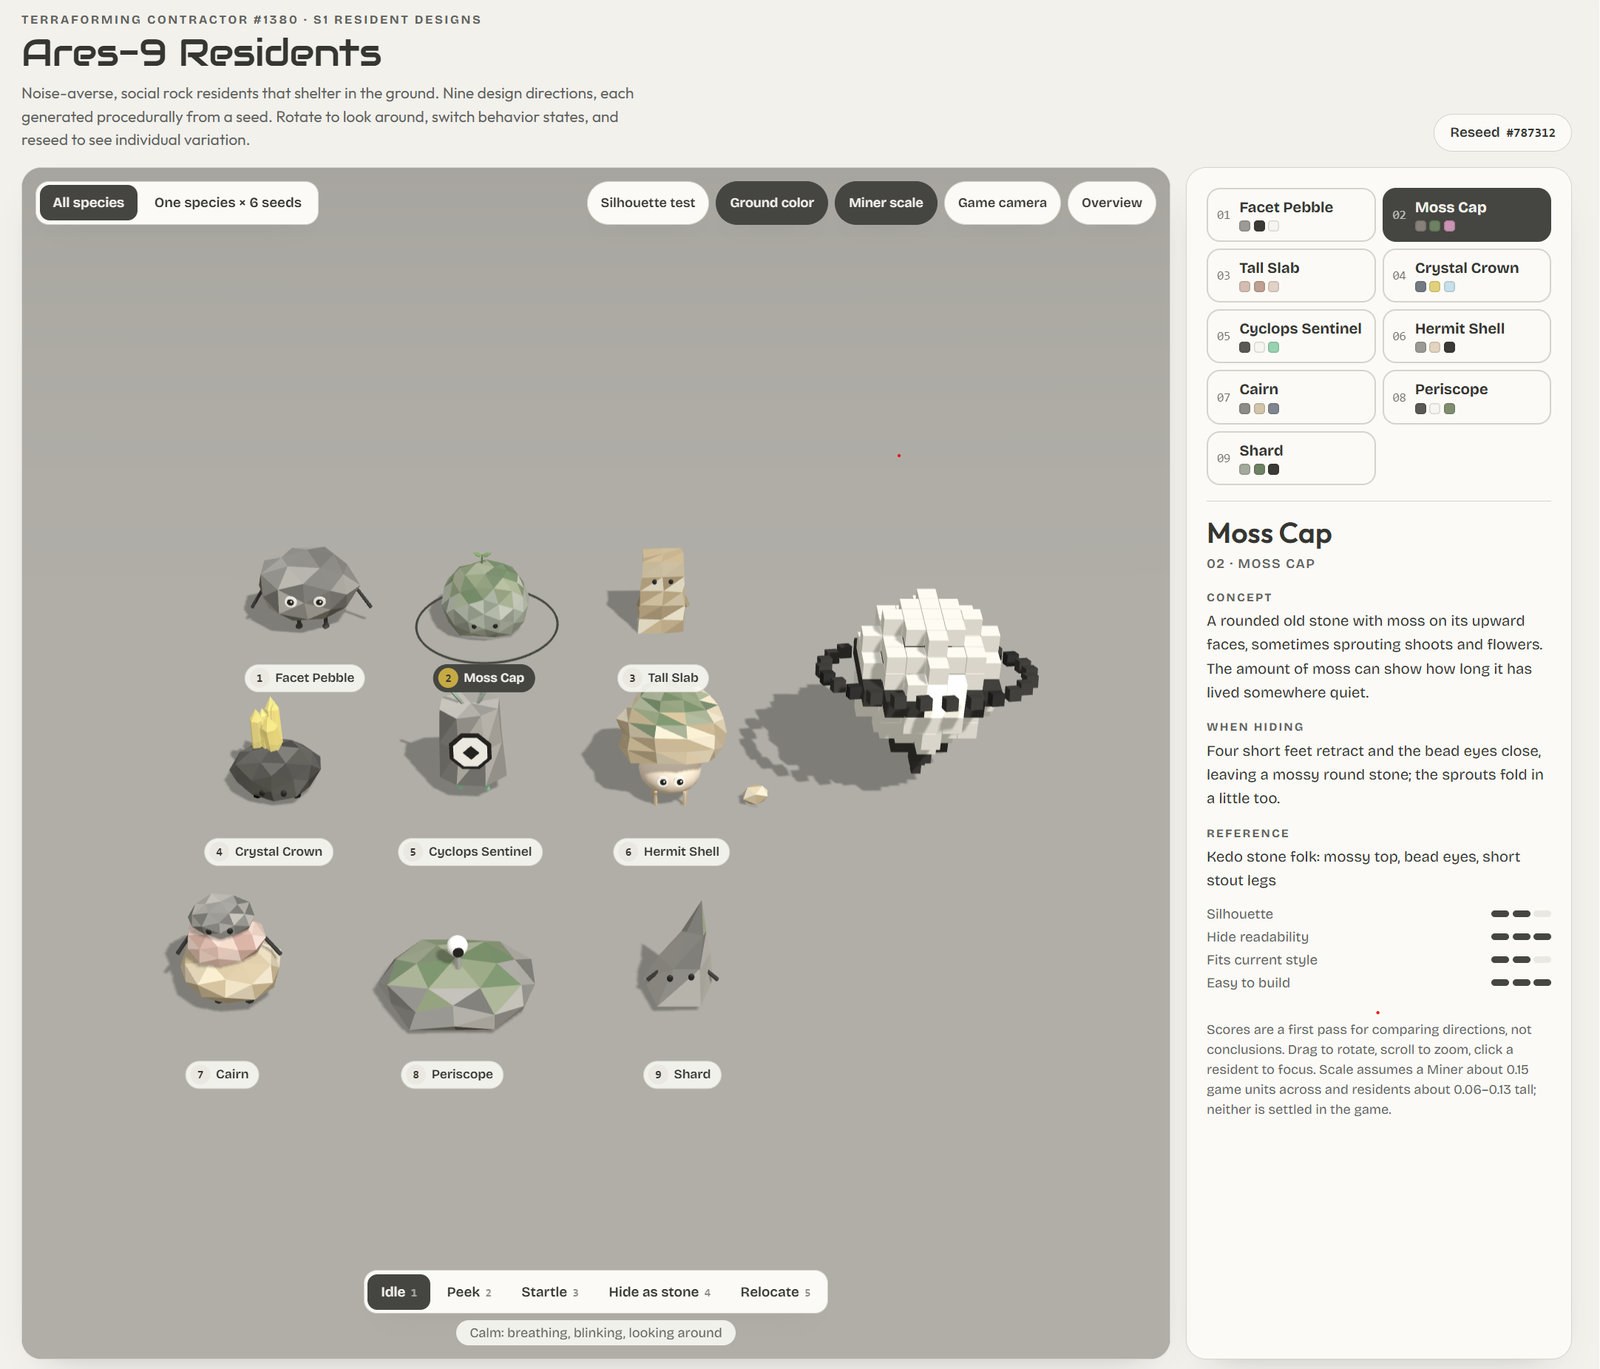 TERRAFORMING CONTRACTOR #1380 · S1 RESIDENT DESIGNS
Ares-9 Residents
Noise-averse, social rock residents that shelter in the ground. Nine design directions, each
generated procedurally from a seed. Rotate to look around, switch behavior states, and
reseed to see individual variation.
Reseed #787312
All species
One species × 6 seeds
Silhouette test
Ground color
Miner scale
Game camera
Overview
1 Facet Pebble
2 Moss Cap
3 Tall Slab
4 Crystal Crown
5 Cyclops Sentinel
6 Hermit Shell
7 Cairn
8 Periscope
9 Shard
Idle 1
Peek 2
Startle 3
Hide as stone 4
Relocate 5
Calm: breathing, blinking, looking around
01 Facet Pebble
02 Moss Cap
03 Tall Slab
04 Crystal Crown
05 Cyclops Sentinel
06 Hermit Shell
07 Cairn
08 Periscope
09 Shard
Moss Cap
02 · MOSS CAP
CONCEPT
A rounded old stone with moss on its upward
faces, sometimes sprouting shoots and flowers.
The amount of moss can show how long it has
lived somewhere quiet.
WHEN HIDING
Four short feet retract and the bead eyes close,
leaving a mossy round stone; the sprouts fold in
a little too.
REFERENCE
Kedo stone folk: mossy top, bead eyes, short
stout legs
Silhouette
Hide readability
Fits current style
Easy to build
Scores are a first pass for comparing directions, not
conclusions. Drag to rotate, scroll to zoom, click a
resident to focus. Scale assumes a Miner about 0.15
game units across and residents about 0.06–0.13 tall;
neither is settled in the game.